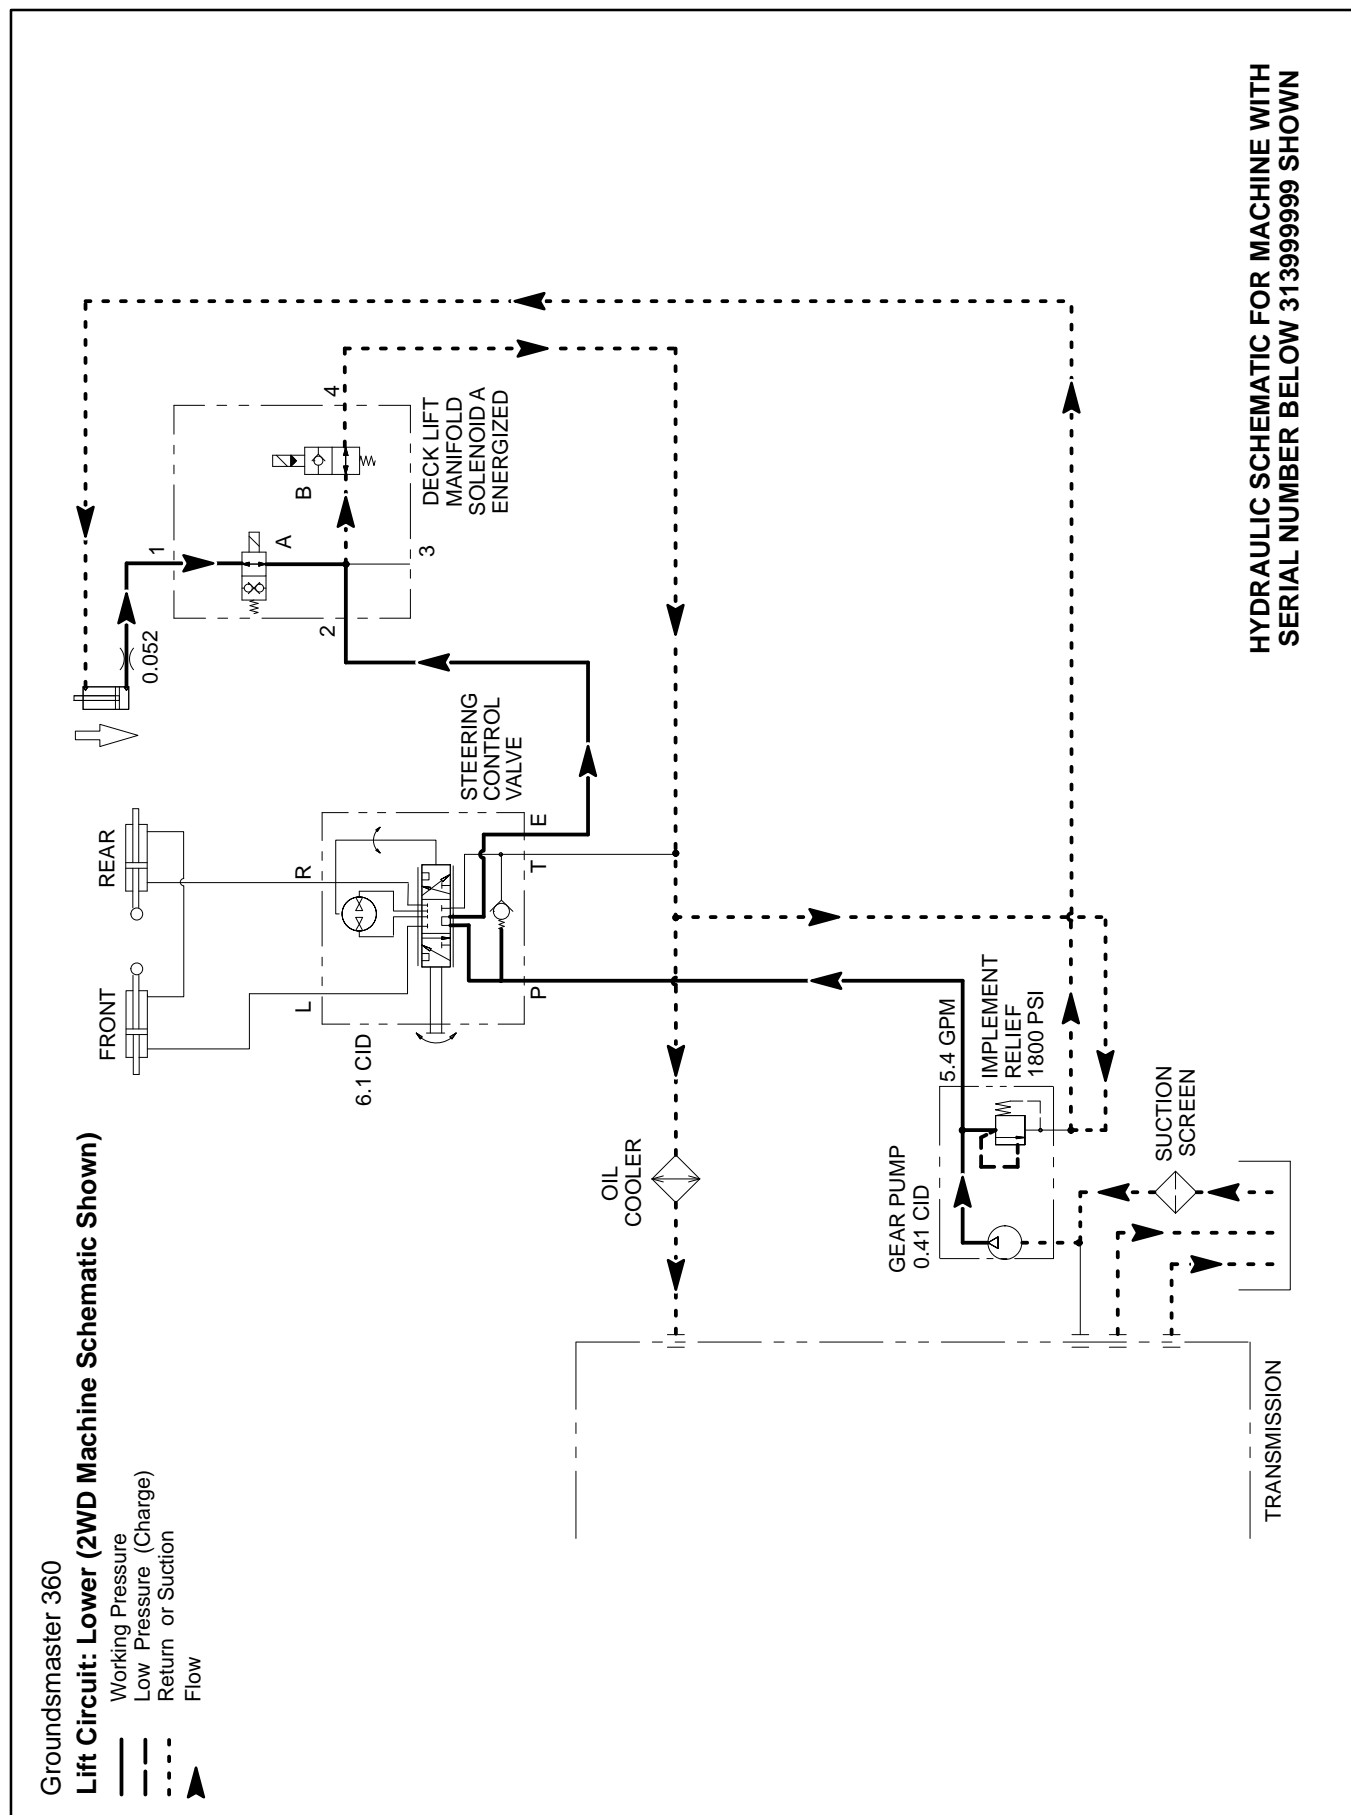 Groundsmaster 360
Lift Circuit: Lower (2WD Machine Schematic Shown)
Working Pressure
Low Pressure (Charge)
Return or Suction
Flow
FRONT
REAR
0.052
1
A
B
2
3
4
DECK LIFT
MANIFOLD
SOLENOID A
ENERGIZED
L
R
6.1 CID
STEERING
CONTROL
VALVE
P
T
E
OIL
COOLER
GEAR PUMP
0.41 CID
5.4 GPM
IMPLEMENT
RELIEF
1800 PSI
SUCTION
SCREEN
TRANSMISSION
HYDRAULIC SCHEMATIC FOR MACHINE WITH
SERIAL NUMBER BELOW 313999999 SHOWN